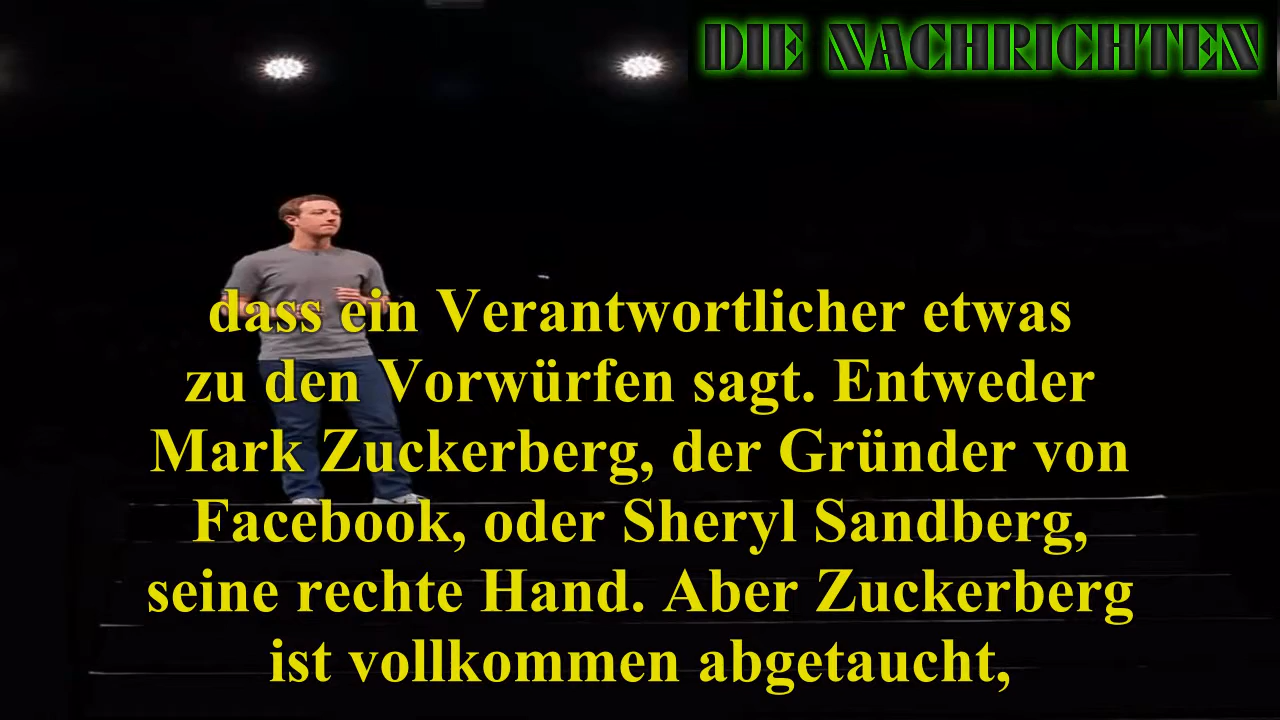 DIE NACHRICHTEN
dass ein Verantwortlicher etwas
zu den Vorwürfen sagt. Entweder
Mark Zuckerberg, der Gründer von
Facebook, oder Sheryl Sandberg,
seine rechte Hand. Aber Zuckerberg
ist vollkommen abgetaucht,